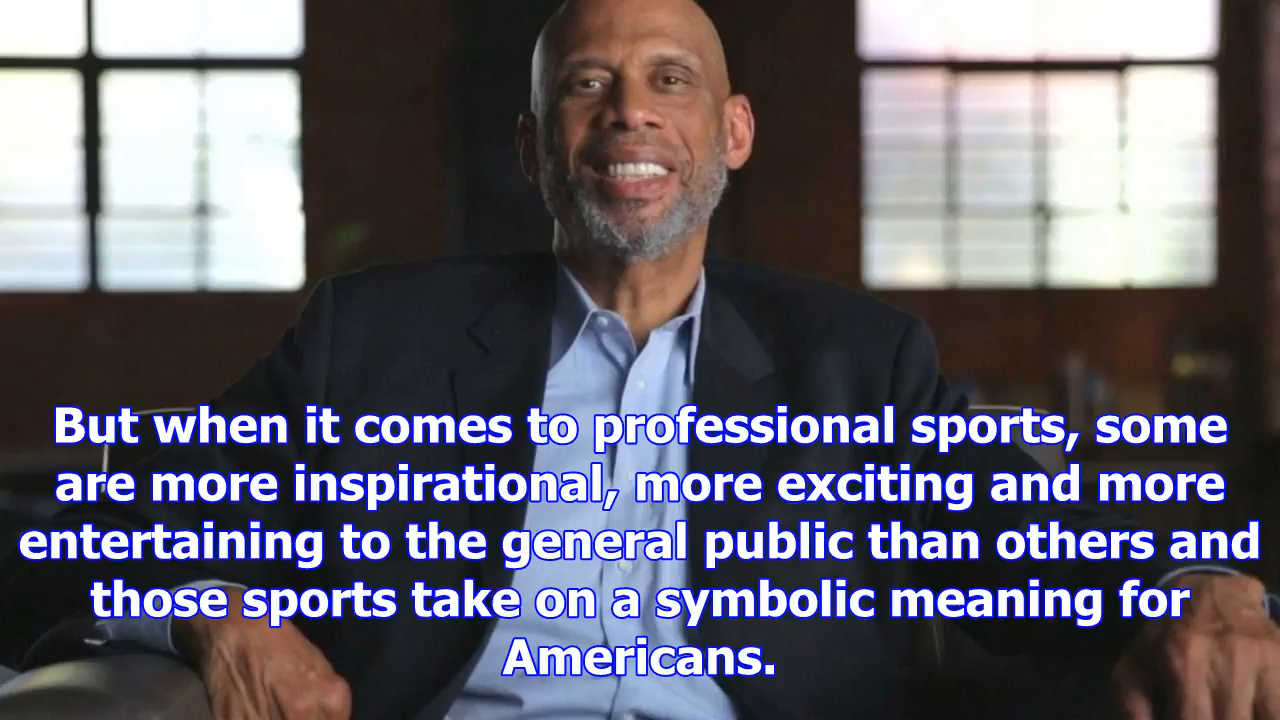 But when it comes to professional sports, some
are more inspirational, more exciting and more
entertaining to the general public than others and
those sports take on a symbolic meaning for
Americans.